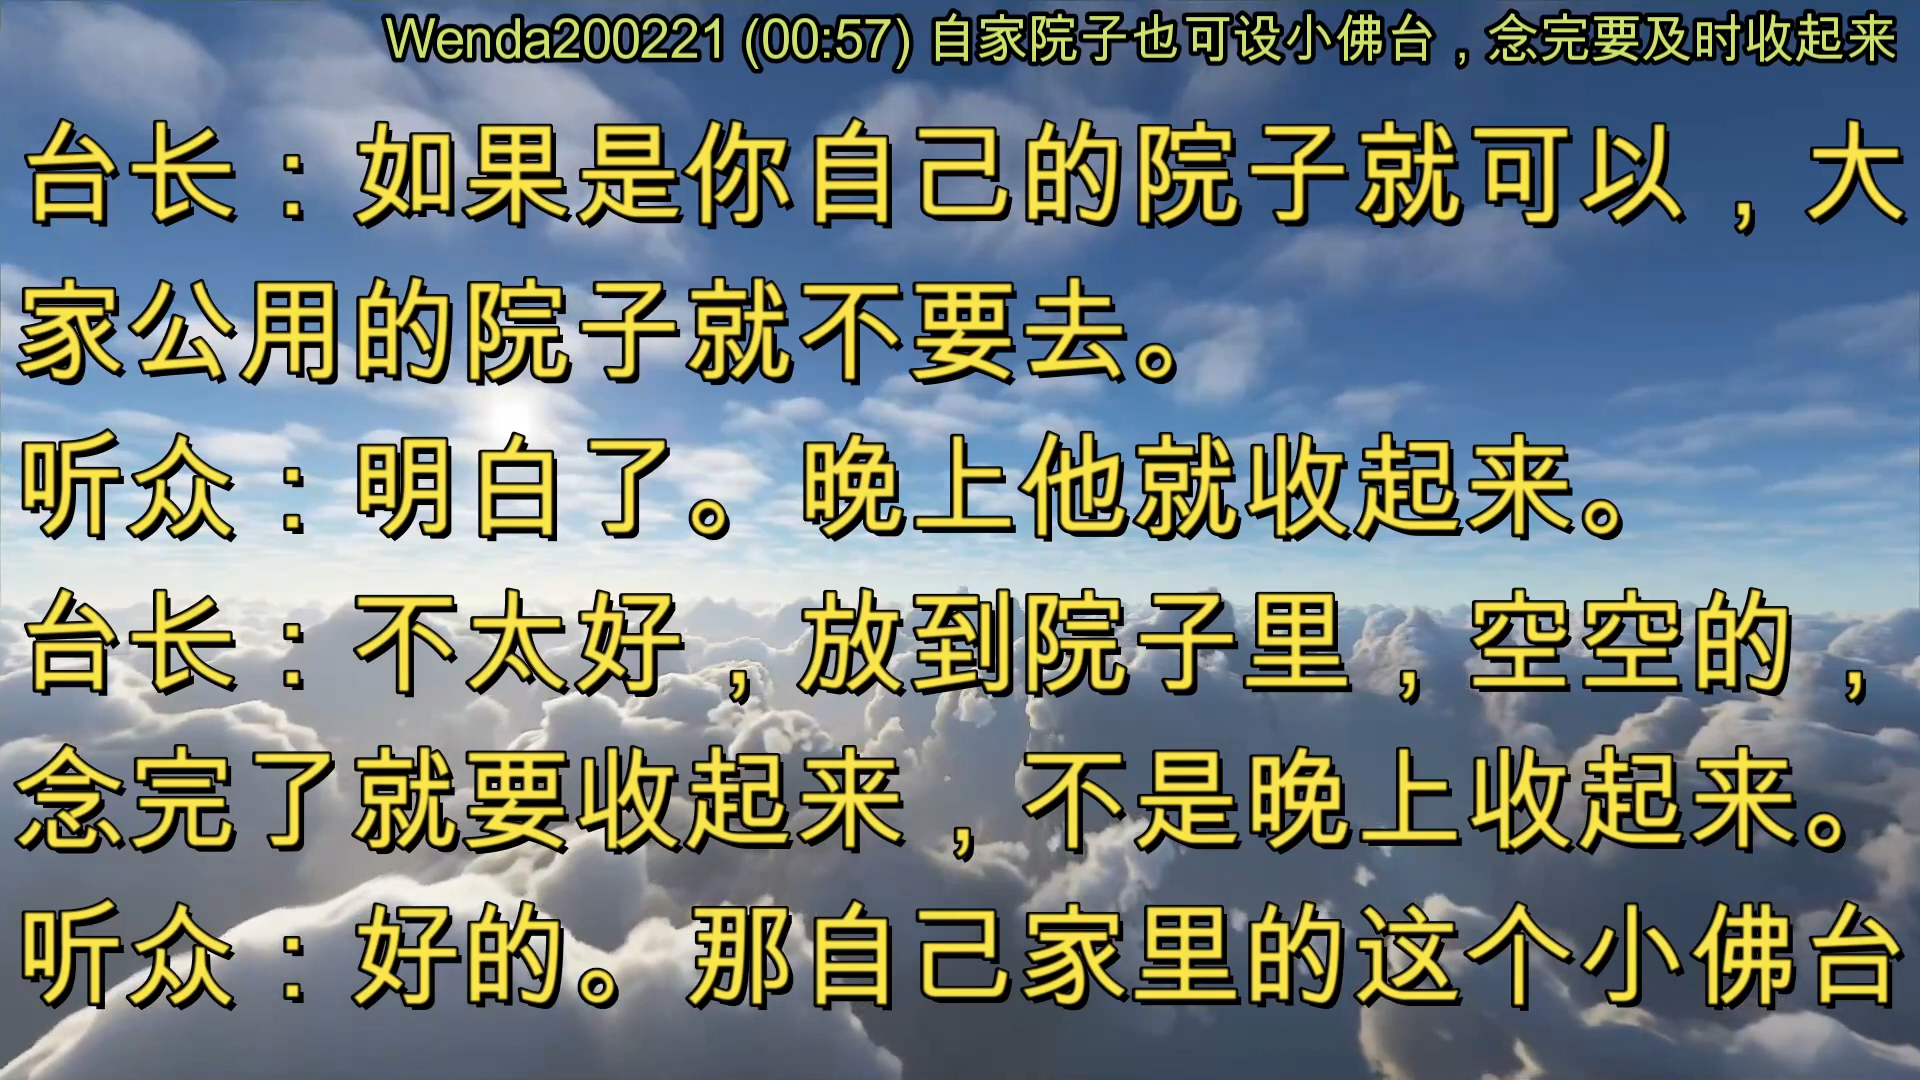 Wenda200221 (00:57) 自家院子也可设小佛台，念完要及时收起来
台长：如果是你自己的院子就可以，大
家公用的院子就不要去。
听众：明白了。晚上他就收起来。
台长：不太好，放到院子里，空空的，
念完了就要收起来，不是晚上收起来。
听众：好的。那自己家里的这个小佛台